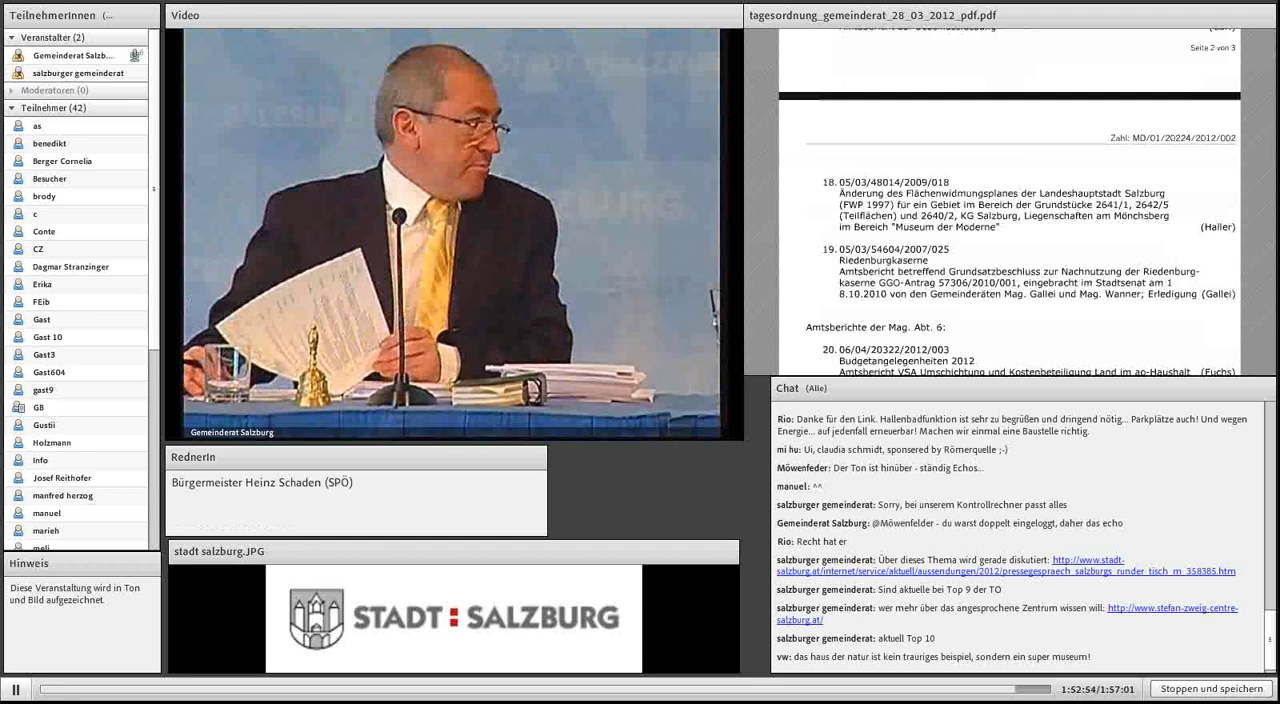 TeilnehmerInnen (...
Veranstalter (2)
Gemeinderat Salzb...
salzburger gemeinderat
Moderatoren (0)
Teilnehmer (42)
as
benedikt
Berger Cornelia
Besucher
brody
c
Conte
CZ
Dagmar Stranzinger
Erika
FEib
Gast
Gast 10
Gast3
Gast604
gast9
GB
Gustii
Holzmann
Info
Josef Reithofer
manfred herzog
manuel
marieh
meli
Hinweis
Diese Veranstaltung wird in Ton
und Bild aufgezeichnet.
Video
Gemeinderat Salzburg
RednerIn
Bürgermeister Heinz Schaden (SPÖ)
stadt salzburg.JPG
STADT : SALZBURG
tagesordnung_gemeinderat_28_03_2012_pdf.pdf
Seite 2 von 3
Zahl: MD/01/20224/2012/002
18. 05/03/48014/2009/018
Änderung des Flächenwidmungsplanes der Landeshauptstadt Salzburg
(FWP 1997) für ein Gebiet im Bereich der Grundstücke 2641/1, 2642/5
(Teilflächen) und 2640/2, KG Salzburg, Liegenschaften am Mönchsberg
im Bereich "Museum der Moderne" (Haller)
19. 05/03/54604/2007/025
Riedenburgkaserne
Amtsbericht betreffend Grundsatzbeschluss zur Nachnutzung der Riedenburg-
kaserne GGO-Antrag 57306/2010/001, eingebracht im Stadtsenat am 1
8.10.2010 von den Gemeinderäten Mag. Gallei und Mag. Wanner; Erledigung (Gallei)
Amtsberichte der Mag. Abt. 6:
20. 06/04/20322/2012/003
Budgetangelegenheiten 2012
Amtsbericht VSA Umschichtung und Kostenbeteiligung Land im ao-Haushalt (Fuchs)
Chat (Alle)
Rio: Danke für den Link. Hallenbadfunktion ist sehr zu begrüßen und dringend nötig... Parkplätze auch! Und wegen
Energie... auf jedenfall erneuerbar! Machen wir einmal eine Baustelle richtig.
mi hu: Ui, claudia schmidt, sponsered by Römerquelle ;-)
Möwenfeder: Der Ton ist hinüber - ständig Echos...
manuel: ^^
salzburger gemeinderat: Sorry, bei unserem Kontrollrechner passt alles
Gemeinderat Salzburg: @Möwenfelder - du warst doppelt eingeloggt, daher das echo
Rio: Recht hat er
salzburger gemeinderat: Über dieses Thema wird gerade diskutiert: http://www.stadt-
salzburg.at/internet/service/aktuell/aussendungen/2012/pressegespraech_salzburgs_runder_tisch_m_358385.htm
salzburger gemeinderat: Sind aktuelle bei Top 9 der TO
salzburger gemeinderat: wer mehr über das angesprochene Zentrum wissen will: http://www.stefan-zweig-centre-
salzburg.at/
salzburger gemeinderat: aktuell Top 10
vw: das haus der natur ist kein trauriges beispiel, sondern ein super museum!
1:52:54/1:57:01
Stoppen und speichern